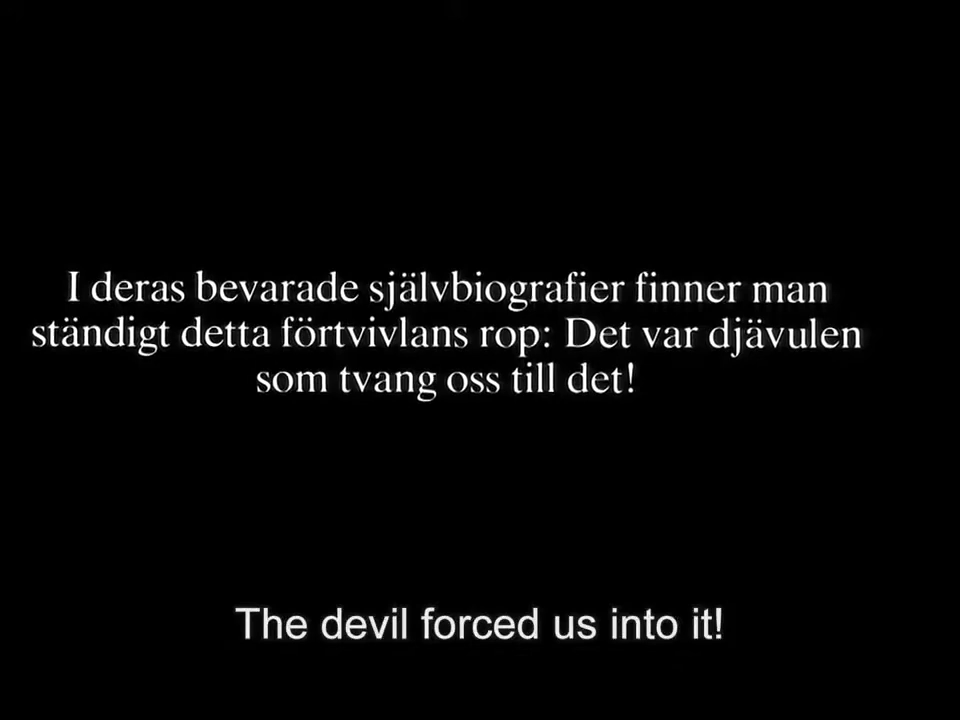 I deras bevarade självbiografier finner man
ständigt detta förtvivlans rop: Det var djävulen
som tvang oss till det!
The devil forced us into it!